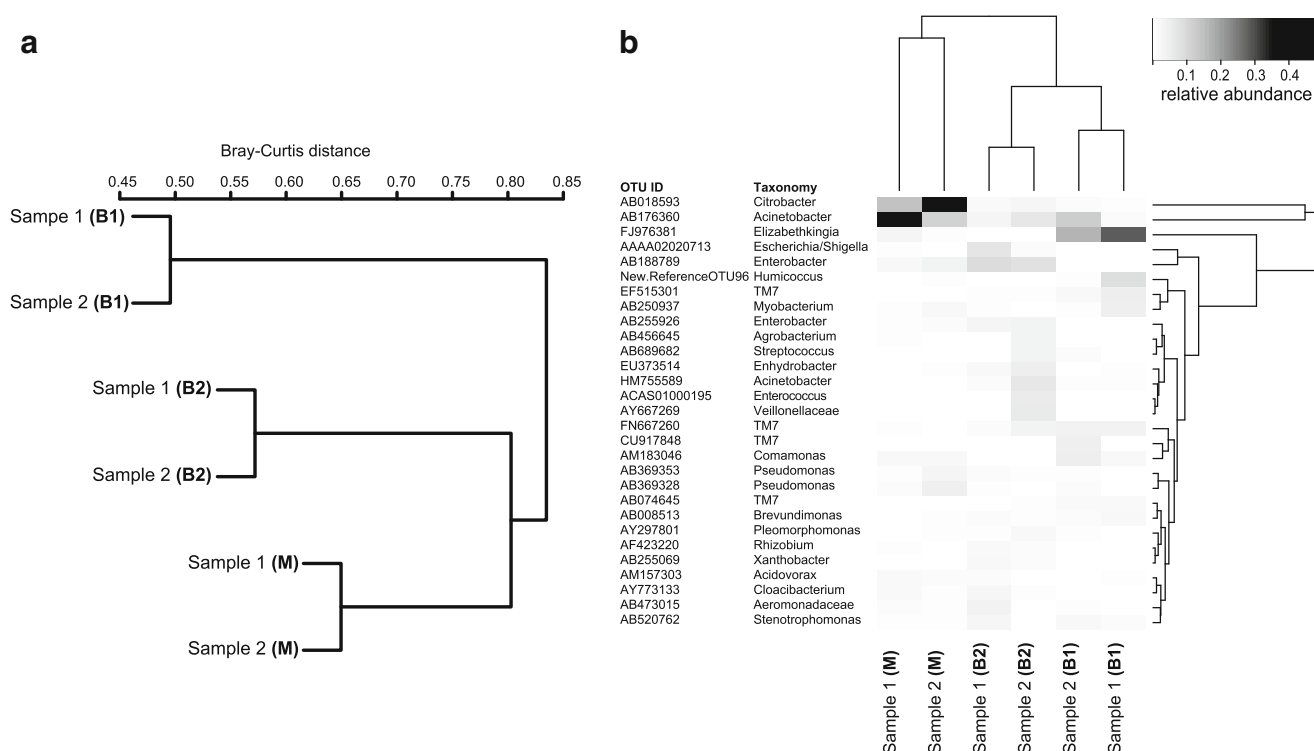 a
Bray-Curtis distance
0.45 0.50 0.55 0.60 0.65 0.70 0.75 0.80 0.85
Sampe 1 (B1)
Sample 2 (B1)
Sample 1 (B2)
Sample 2 (B2)
Sample 1 (M)
Sample 2 (M)
b
0.1 0.2 0.3 0.4
relative abundance
OTU ID Taxonomy
AB018593 Citrobacter
AB176360 Acinetobacter
FJ976381 Elizabethkingia
AAAA02020713 Escherichia/Shigella
AB188789 Enterobacter
New.ReferenceOTU96 Humicoccus
EF515301 TM7
AB250937 Myobacterium
AB255926 Enterobacter
AB456645 Agrobacterium
AB689682 Streptococcus
EU373514 Enhydrobacter
HM755589 Acinetobacter
ACAS01000195 Enterococcus
AY667269 Veillonellaceae
FN667260 TM7
CU917848 TM7
AM183046 Comamonas
AB369353 Pseudomonas
AB369328 Pseudomonas
AB074645 TM7
AB008513 Brevundimonas
AY297801 Pleomorphomonas
AF423220 Rhizobium
AB255069 Xanthobacter
AM157303 Acidovorax
AY773133 Cloacibacterium
AB473015 Aeromonadaceae
AB520762 Stenotrophomonas
Sample 1 (M)
Sample 2 (M)
Sample 1 (B2)
Sample 2 (B2)
Sample 2 (B1)
Sample 1 (B1)